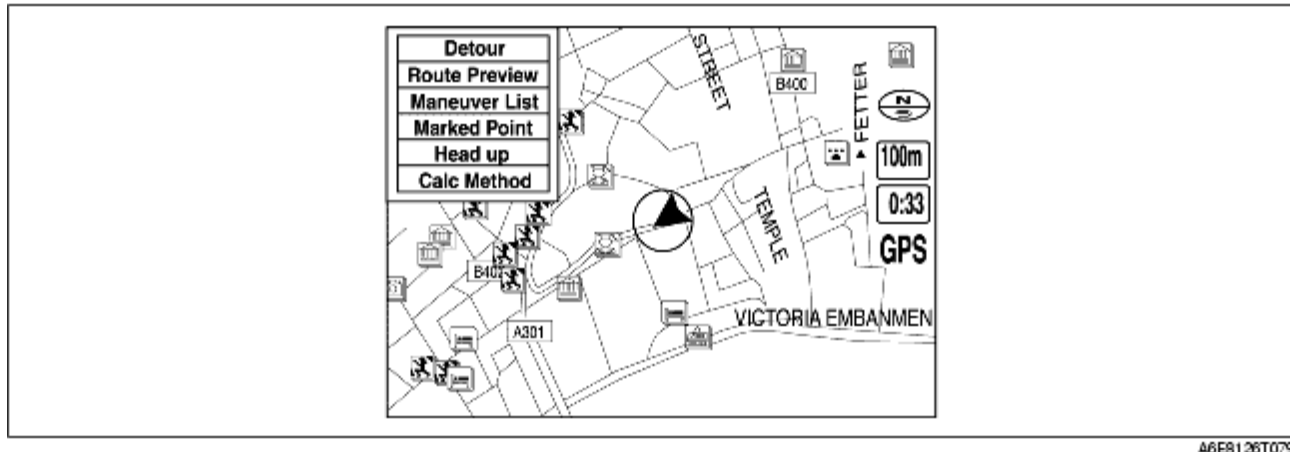 Detour
Route Preview
Maneuver List
Marked Point
Head up
Calc Method
STREET
B400
FETTER
N
100m
0:33
GPS
TEMPLE
B402
A301
VICTORIA EMBANMEN
A6E8126T079